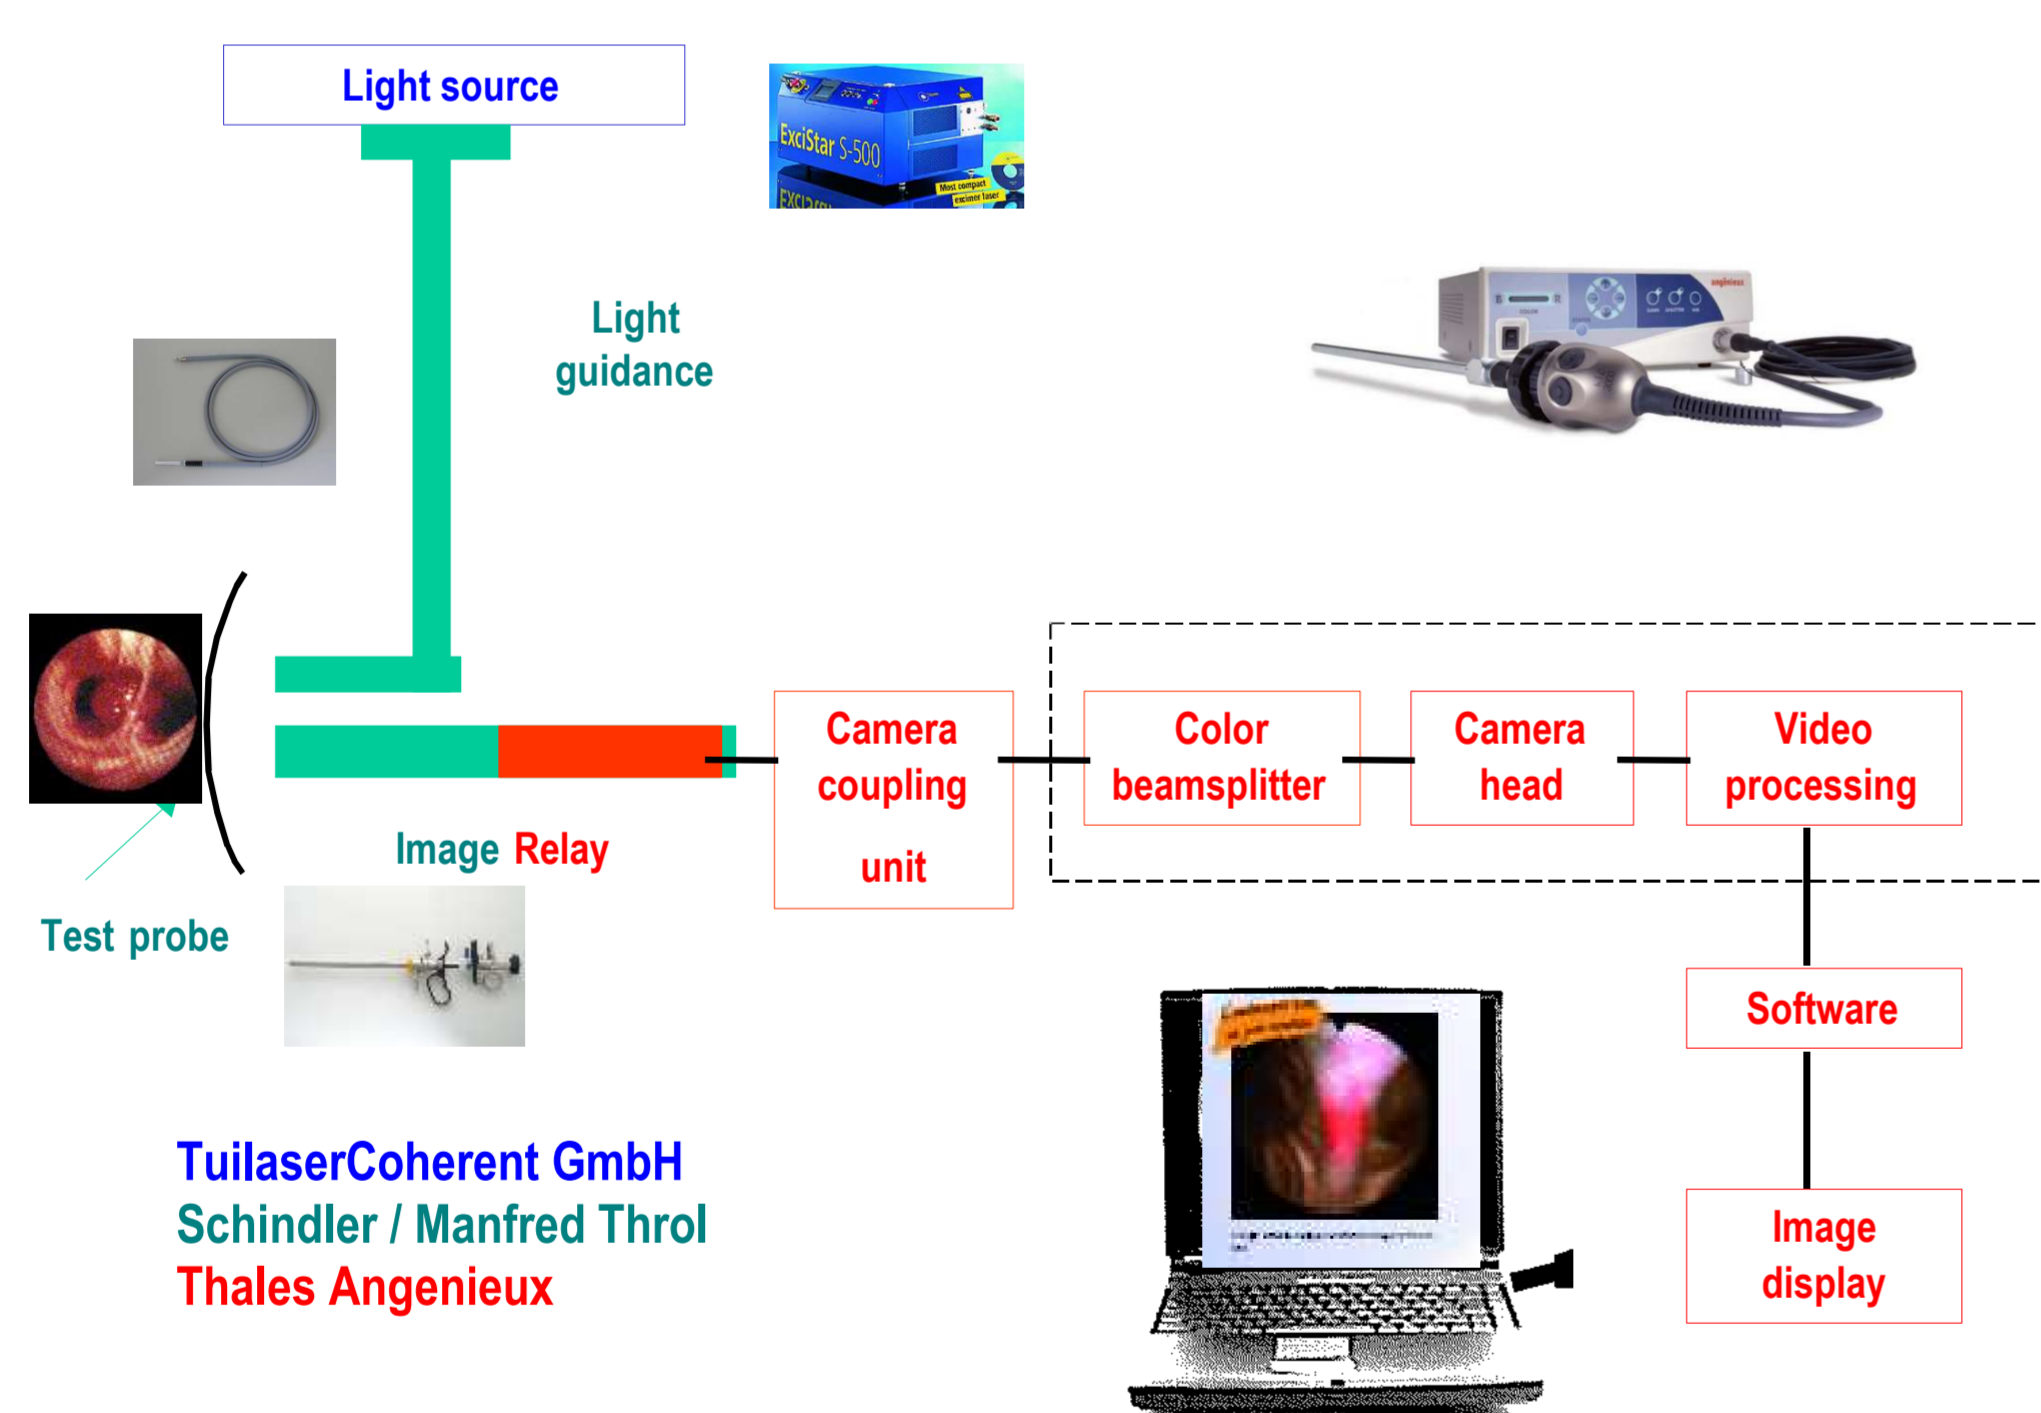 Light source
ExciStar S-500
Most compact
excimer laser
Light
guidance
angénieux
Camera
coupling
unit
Color
beamsplitter
Camera
head
Video
processing
Image Relay
Test probe
Software
Image
display
TuilaserCoherent GmbH
Schindler / Manfred Throl
Thales Angenieux